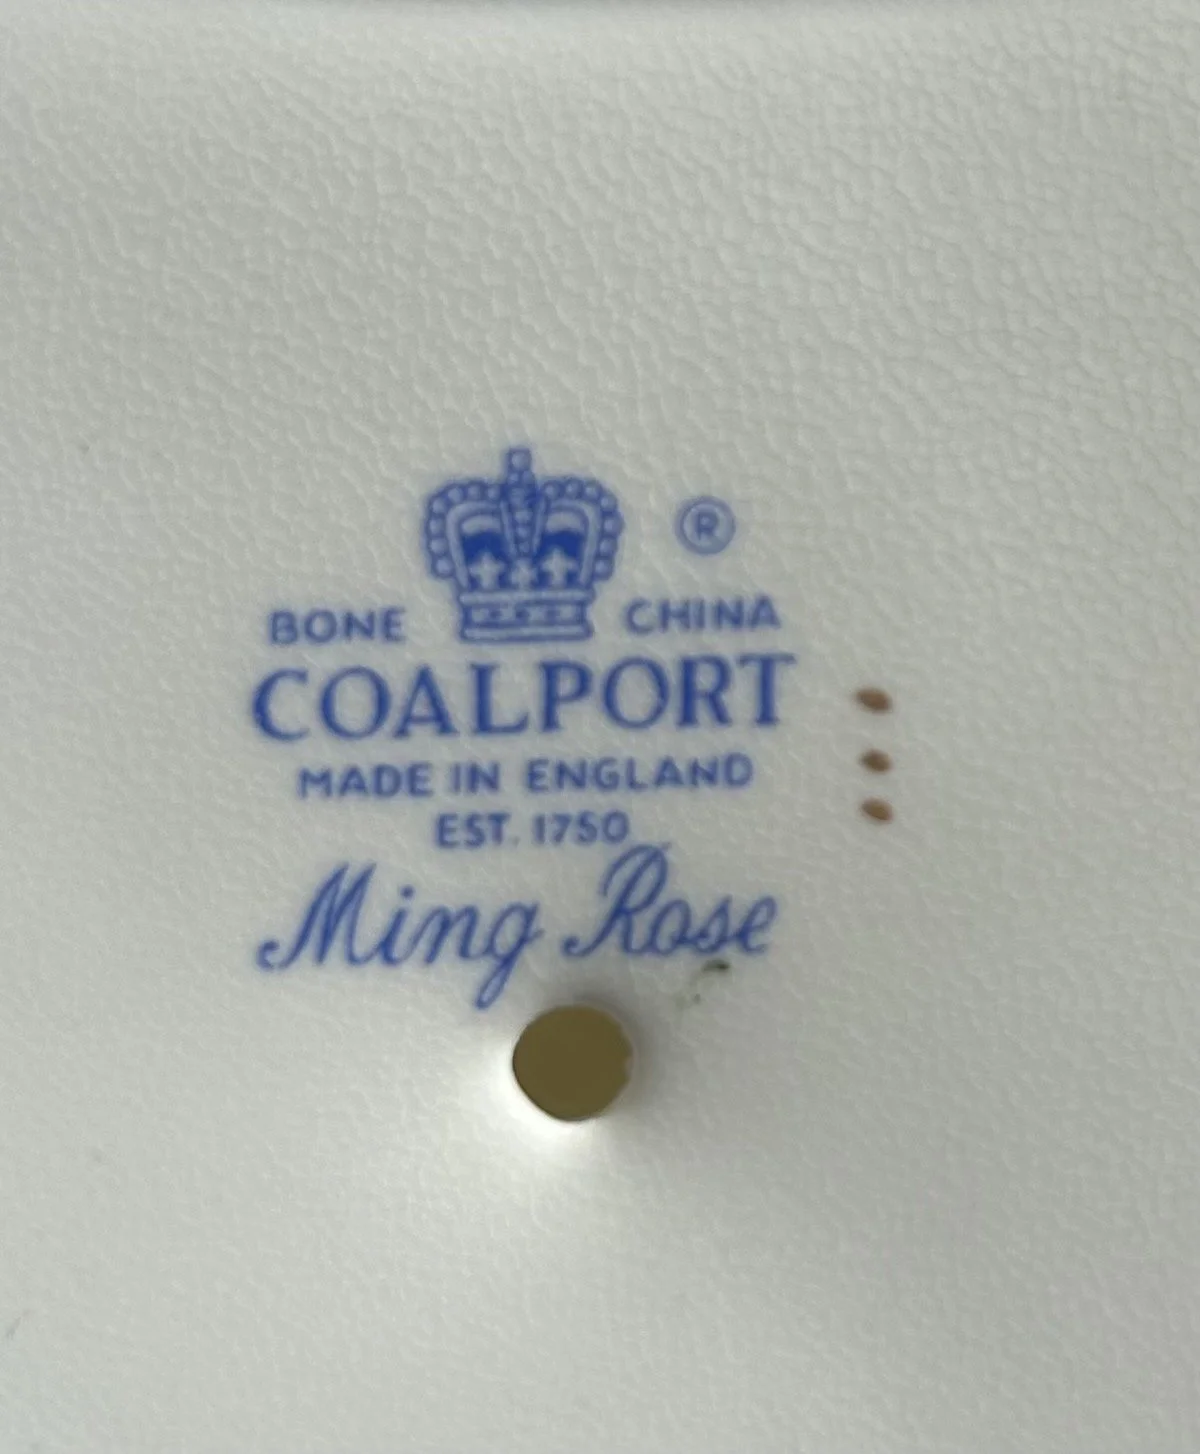 ®
BONE CHINA
COALPORT
MADE IN ENGLAND
EST. 1750
Ming Rose